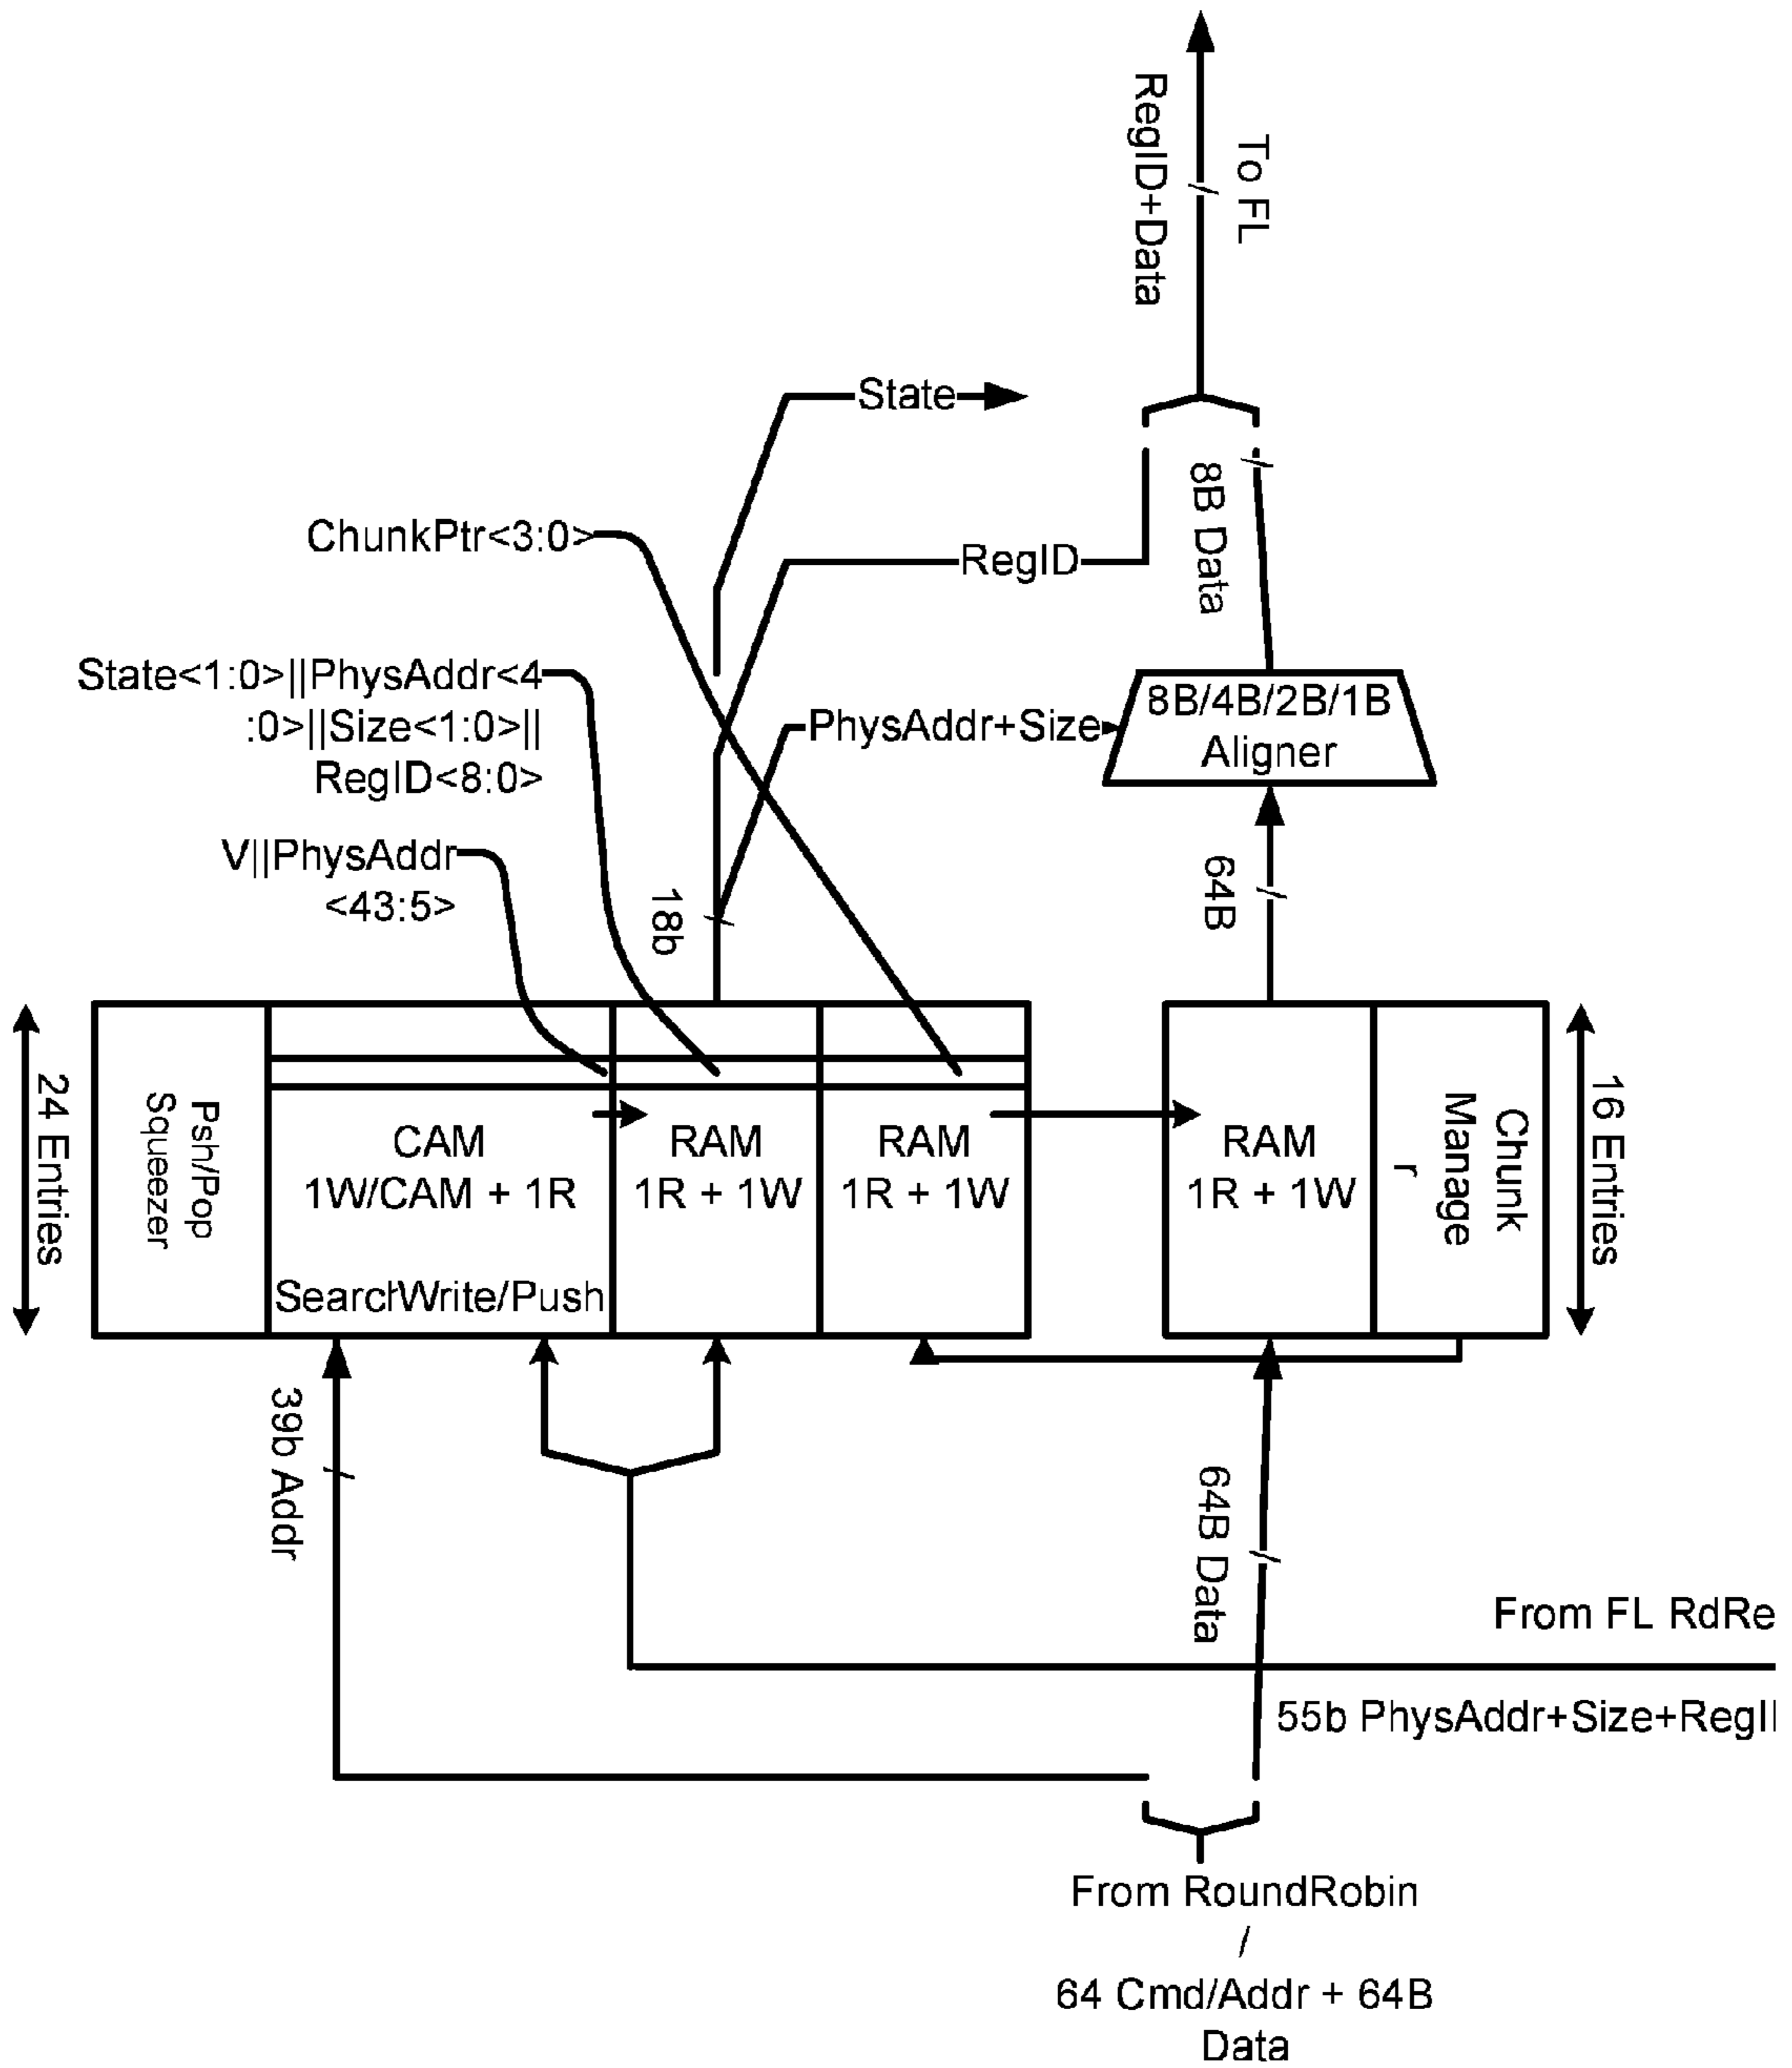 To FL
RegID+Data
State
ChunkPtr<3:0>
RegID
8B Data
State<1:0>||PhysAddr<4
:0>||Size<1:0>||
RegID<8:0>
PhysAddr+Size
8B/4B/2B/1B
Aligner
V||PhysAddr
<43:5>
18b
64B
24 Entries
Psh/Pop
Squeezer
CAM
1W/CAM + 1R
SearchWrite/Push
RAM
1R + 1W
RAM
1R + 1W
RAM
1R + 1W
Chunk
Manage
r
16 Entries
39b Addr
64B Data
From FL RdRe
55b PhysAddr+Size+RegI
From RoundRobin
/
64 Cmd/Addr + 64B
Data